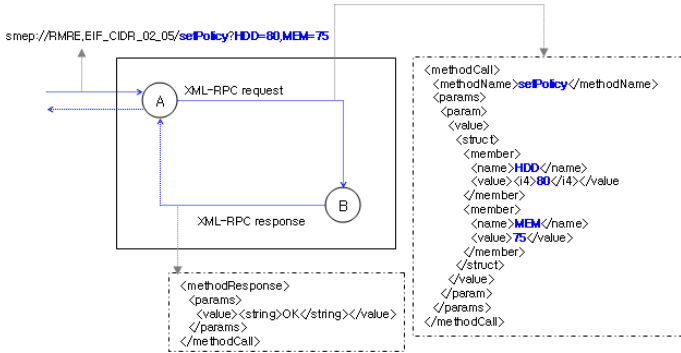 smep://RMRE,EIF_CIDR_02_05/setPolicy?HDD=80,MEM=75
XML-RPC request
A
B
XML-RPC response
<methodCall>
<methodName>setPolicy</methodName>
<params>
<param>
<value>
<struct>
<member>
<name>HDD</name>
<value><i4>80</i4></value
</member>
<member>
<name>MEM</name>
<value>75</value>
</member>
</struct>
</value>
</param>
</params>
</methodCall>
<methodResponse>
<params>
<value><string>OK</string></value>
</params>
</methodCall>